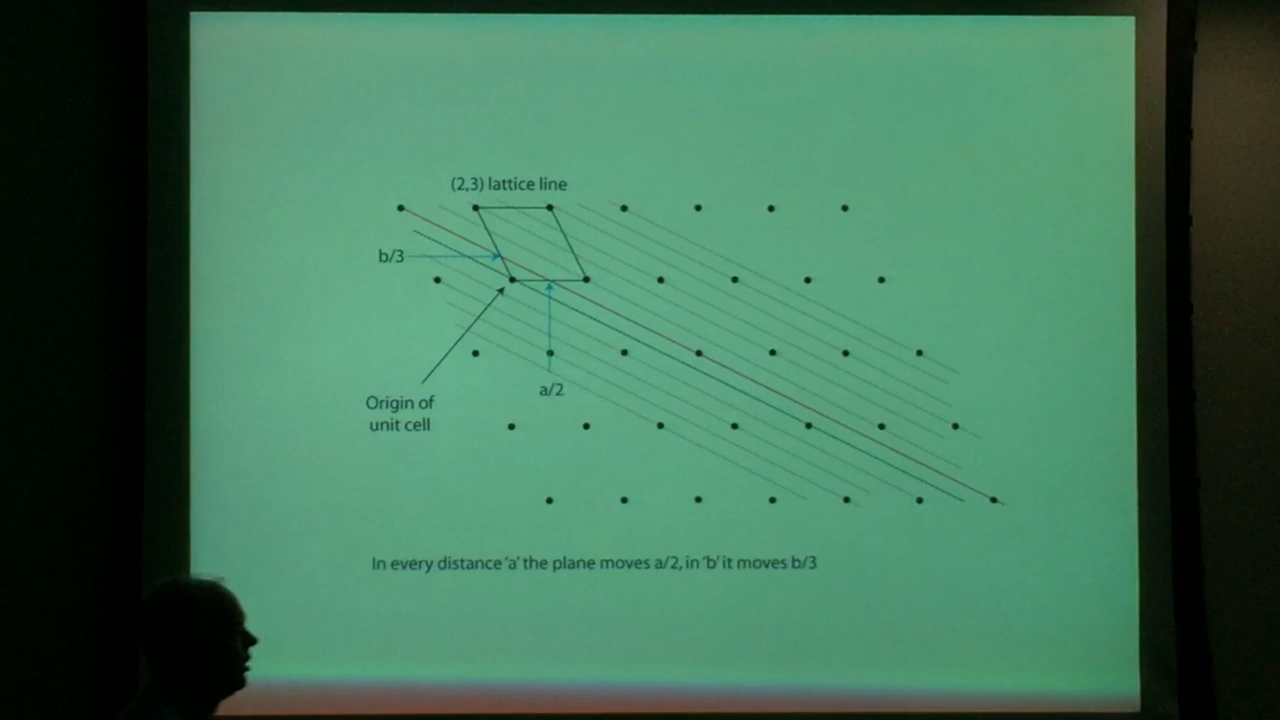 (2,3) lattice line
b/3
a/2
Origin of
unit cell
In every distance 'a' the plane moves a/2, in 'b' it moves b/3